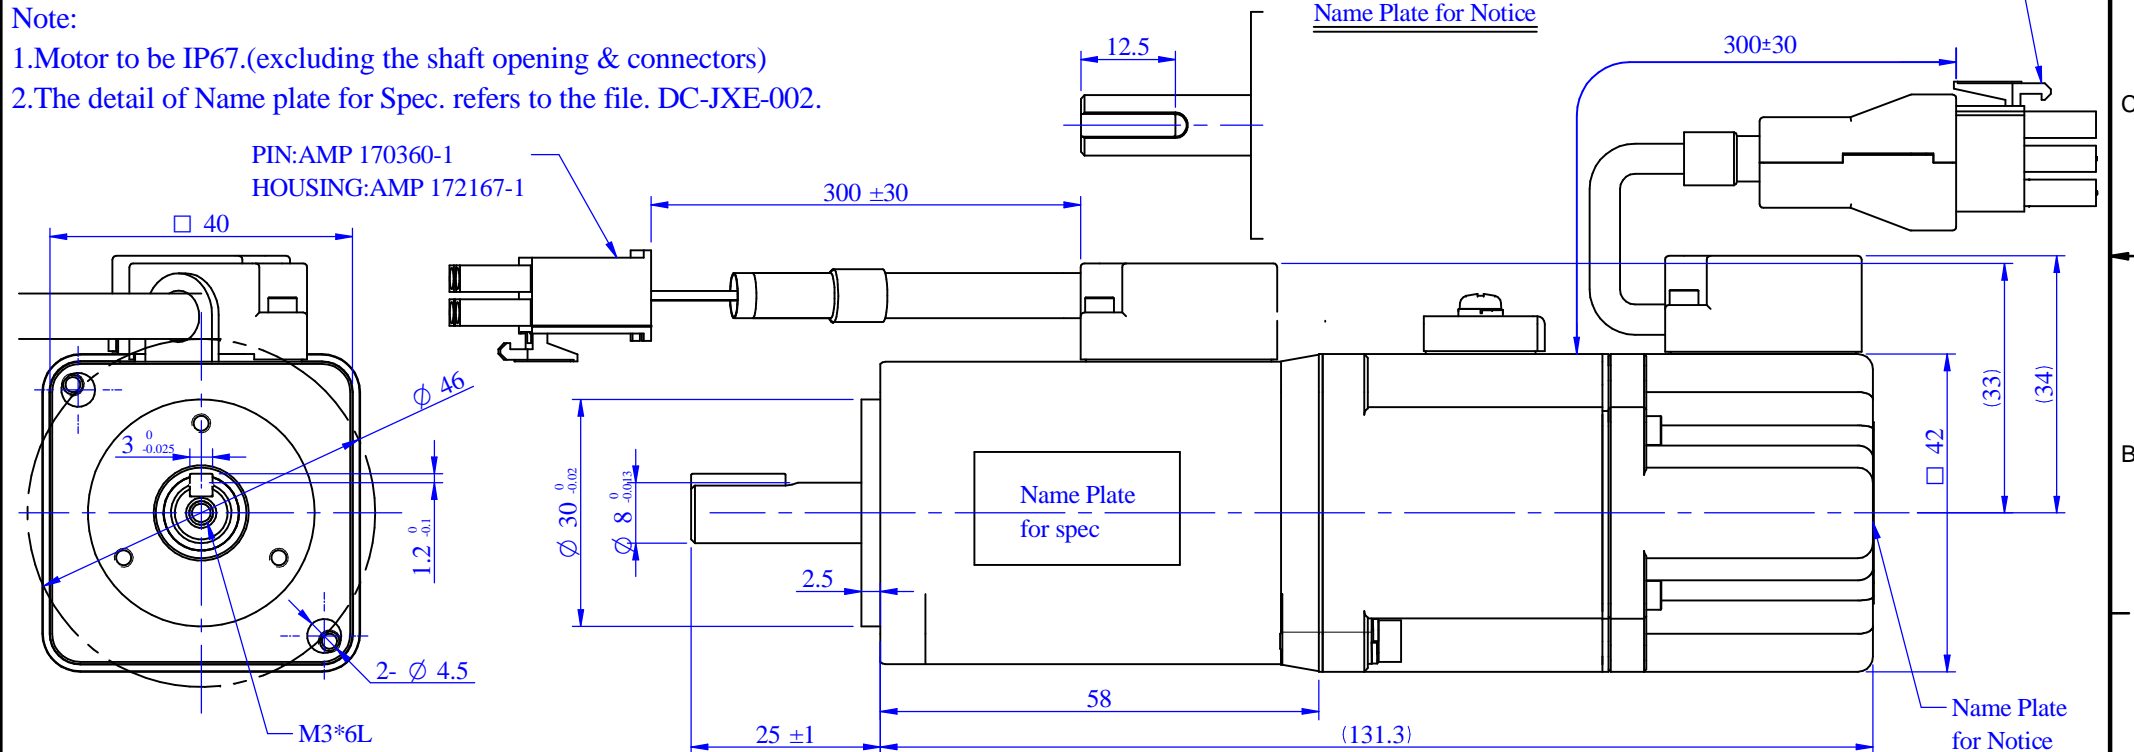 Note:
1.Motor to be IP67.(excluding the shaft opening & connectors)
2.The detail of Name plate for Spec. refers to the file. DC-JXE-002.
Name Plate for Notice
12.5
300±30
C
PIN:AMP 170360-1
HOUSING:AMP 172167-1
300 ±30
□ 40
∅ 46
3 0 -0.025
1.2 0 -0.1
∅ 30 0 -0.02
∅ 8 0 -0.013
Name Plate
for spec
2.5
(33)
(34)
□ 42
B
2- ∅ 4.5
M3*6L
58
25 ±1
(131.3)
Name Plate
for Notice